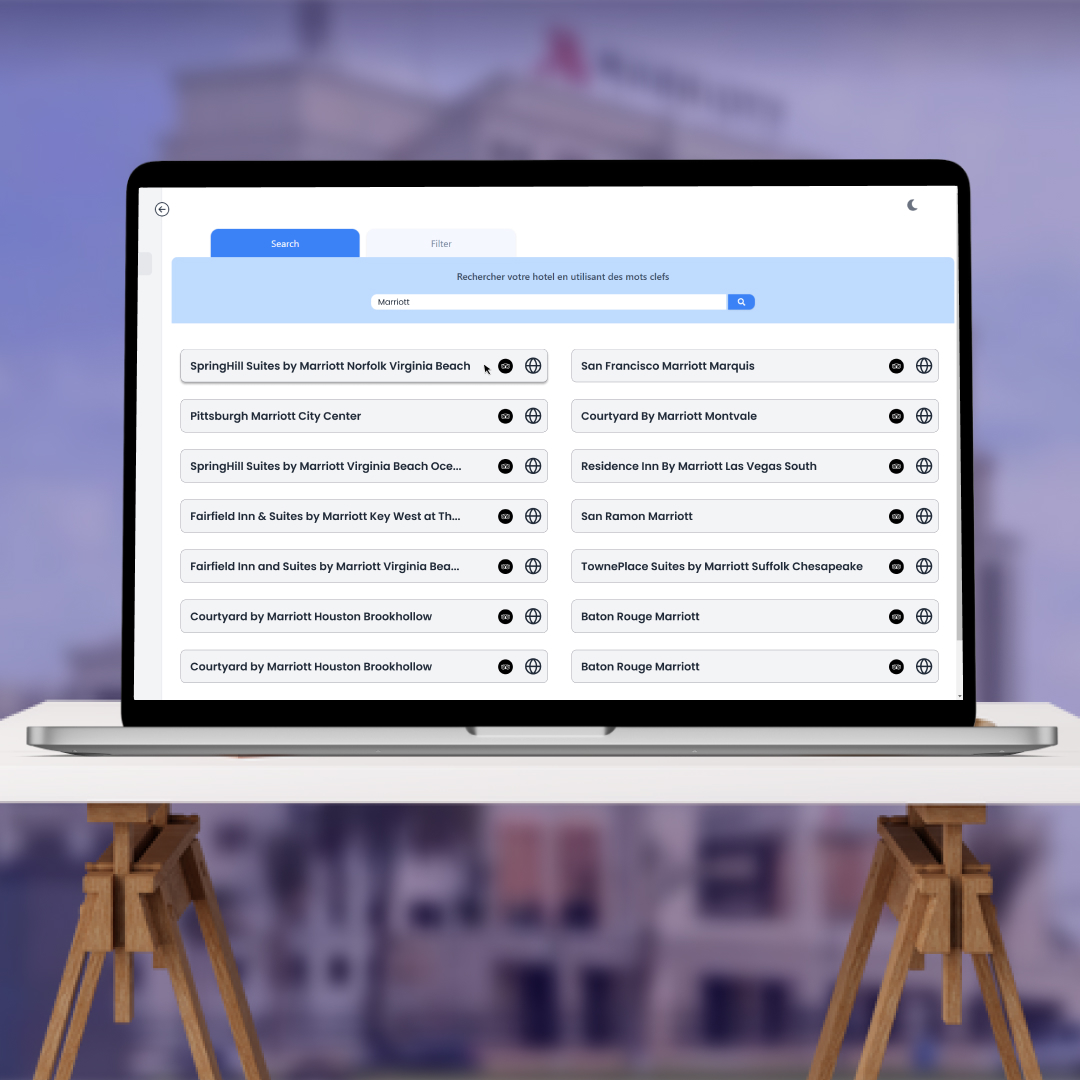 Search
Filter
Rechercher votre hotel en utilisant des mots clefs
Marriott
SpringHill Suites by Marriott Norfolk Virginia Beach
San Francisco Marriott Marquis
Pittsburgh Marriott City Center
Courtyard By Marriott Montvale
SpringHill Suites by Marriott Virginia Beach Oce...
Residence Inn By Marriott Las Vegas South
Fairfield Inn & Suites by Marriott Key West at Th...
San Ramon Marriott
Fairfield Inn and Suites by Marriott Virginia Bea...
TownePlace Suites by Marriott Suffolk Chesapeake
Courtyard by Marriott Houston Brookhollow
Baton Rouge Marriott
Courtyard by Marriott Houston Brookhollow
Baton Rouge Marriott